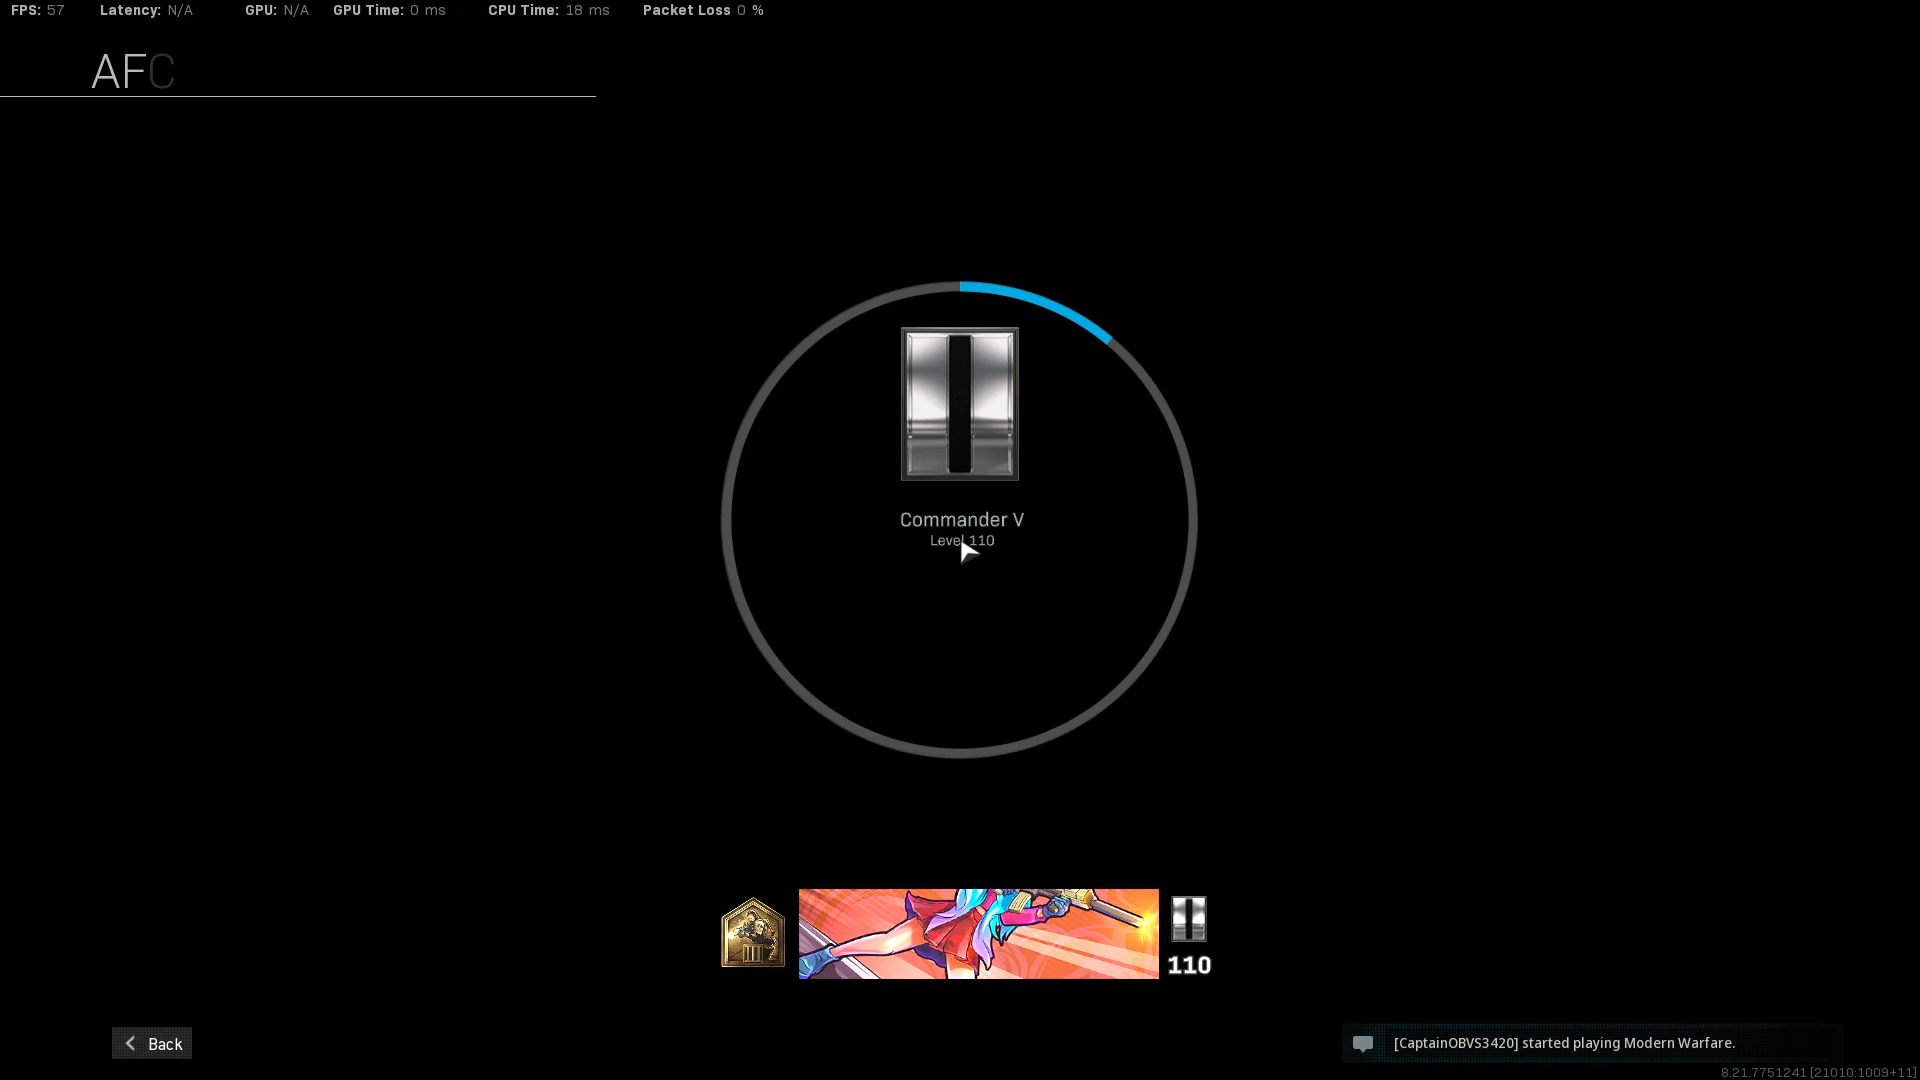 FPS: 57 Latency: N/A GPU: N/A GPU Time: 0 ms CPU Time: 18 ms Packet Loss 0 %
AFC
Commander V
Level 110
110
Back
[CaptainOBVS3420] started playing Modern Warfare.
8.21.7751241 [21010:1009+11]